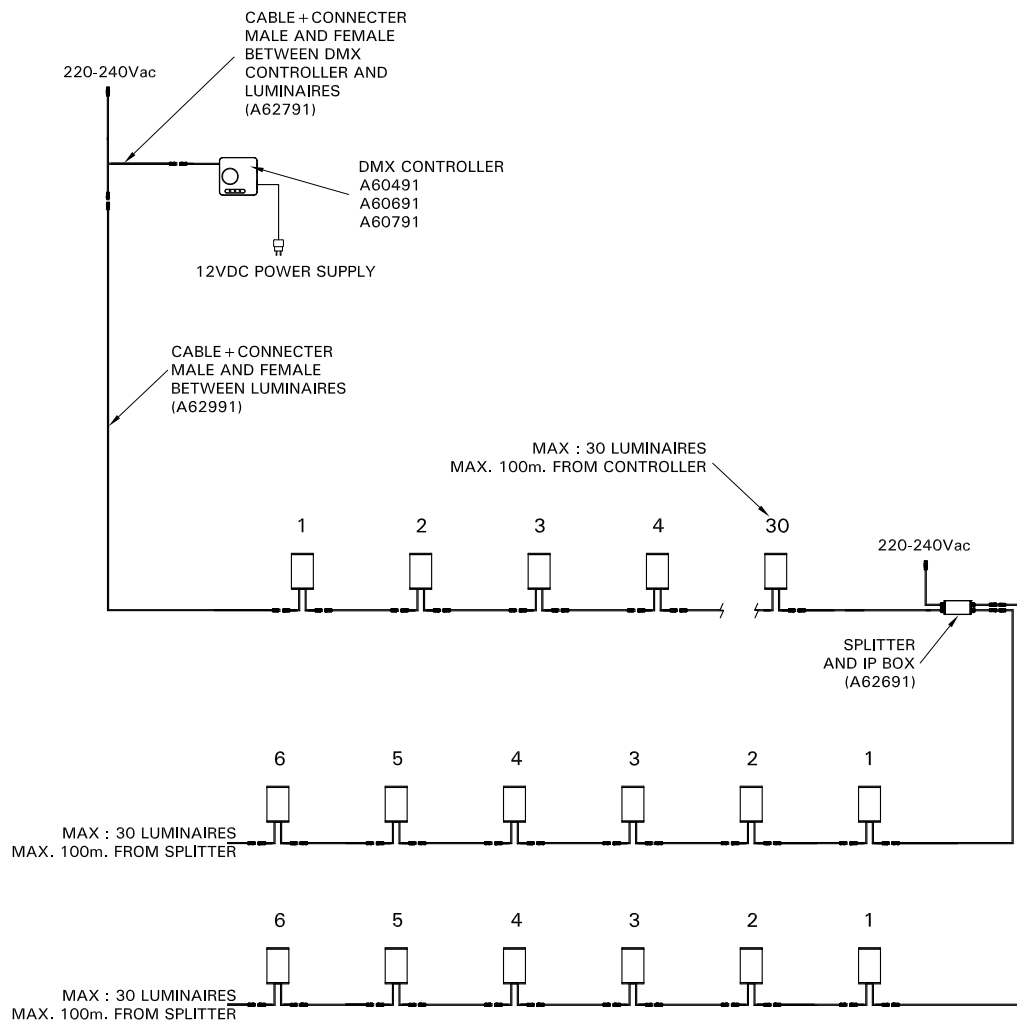 CABLE+CONNECTER
MALE AND FEMALE
BETWEEN DMX
CONTROLLER AND
LUMINAIRES
(A62791)
220-240Vac
DMX CONTROLLER
A60491
A60691
A60791
12VDC POWER SUPPLY
CABLE+CONNECTER
MALE AND FEMALE
BETWEEN LUMINAIRES
(A62991)
MAX : 30 LUMINAIRES
MAX. 100m. FROM CONTROLLER
1 2 3 4 30
220-240Vac
SPLITTER
AND IP BOX
(A62691)
6 5 4 3 2 1
MAX : 30 LUMINAIRES
MAX. 100m. FROM SPLITTER
6 5 4 3 2 1
MAX : 30 LUMINAIRES
MAX. 100m. FROM SPLITTER